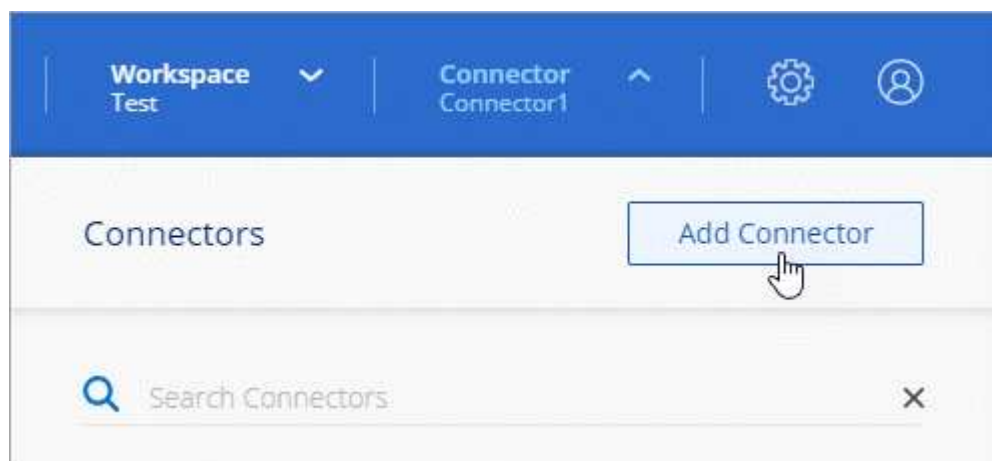 Workspace
Test
Connector
Connector1
Connectors
Add Connector
Search Connectors